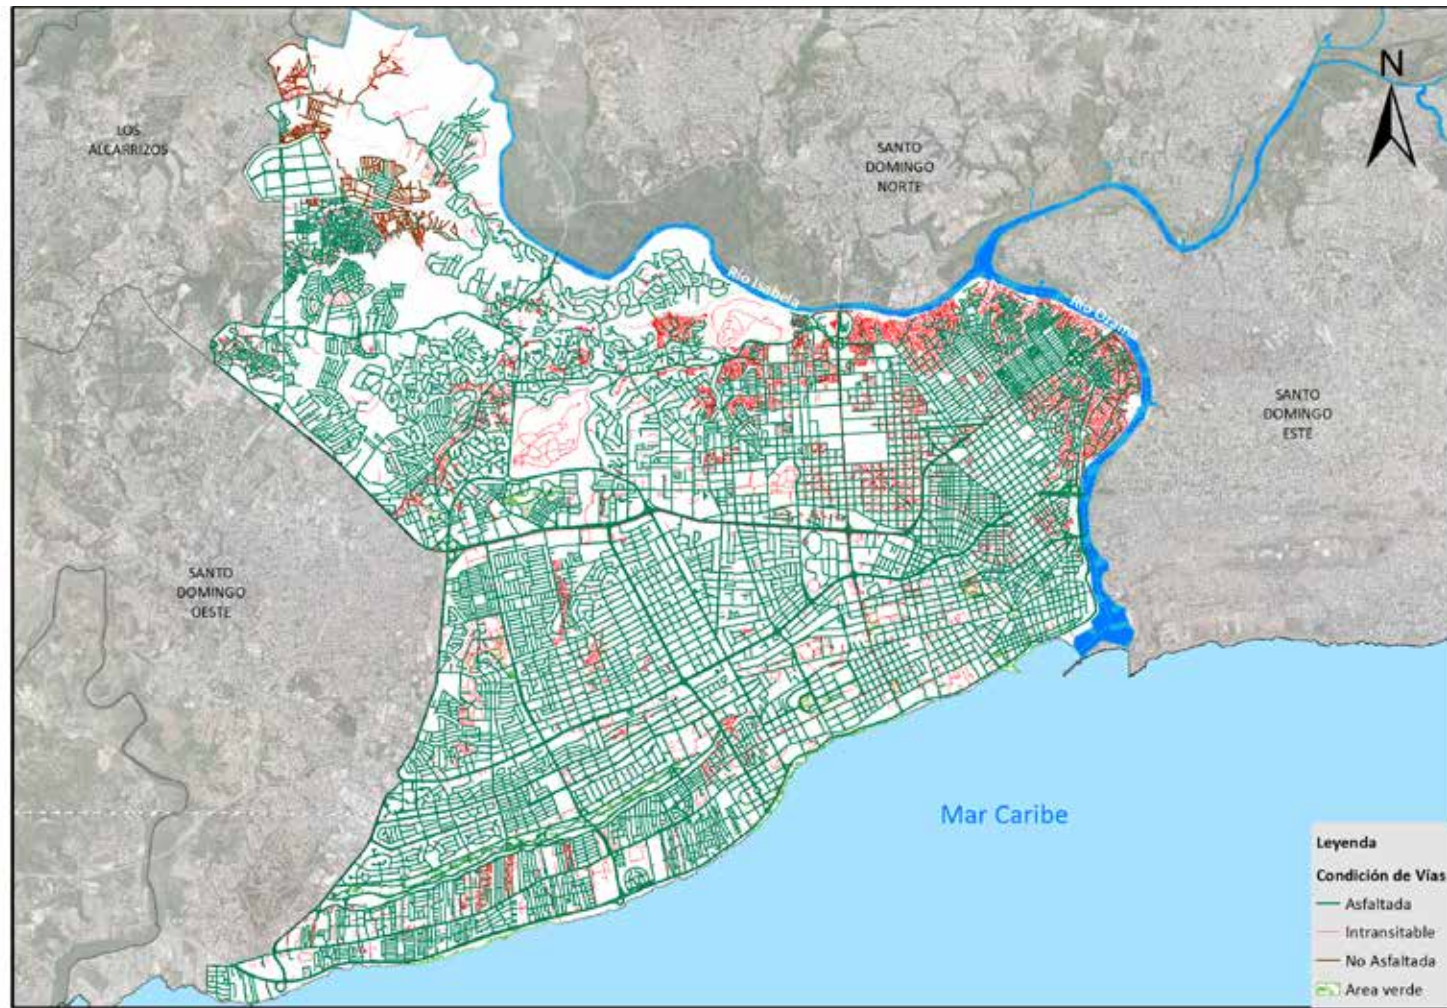 N
LOS
ALCARRIZOS
SANTO
DOMINGO
NORTE
Río Isabela
Río Ozama
SANTO
DOMINGO
ESTE
SANTO
DOMINGO
OESTE
Mar Caribe
Leyenda
Condición de Vías
Asfaltada
Intransitable
No Asfaltada
Area verde